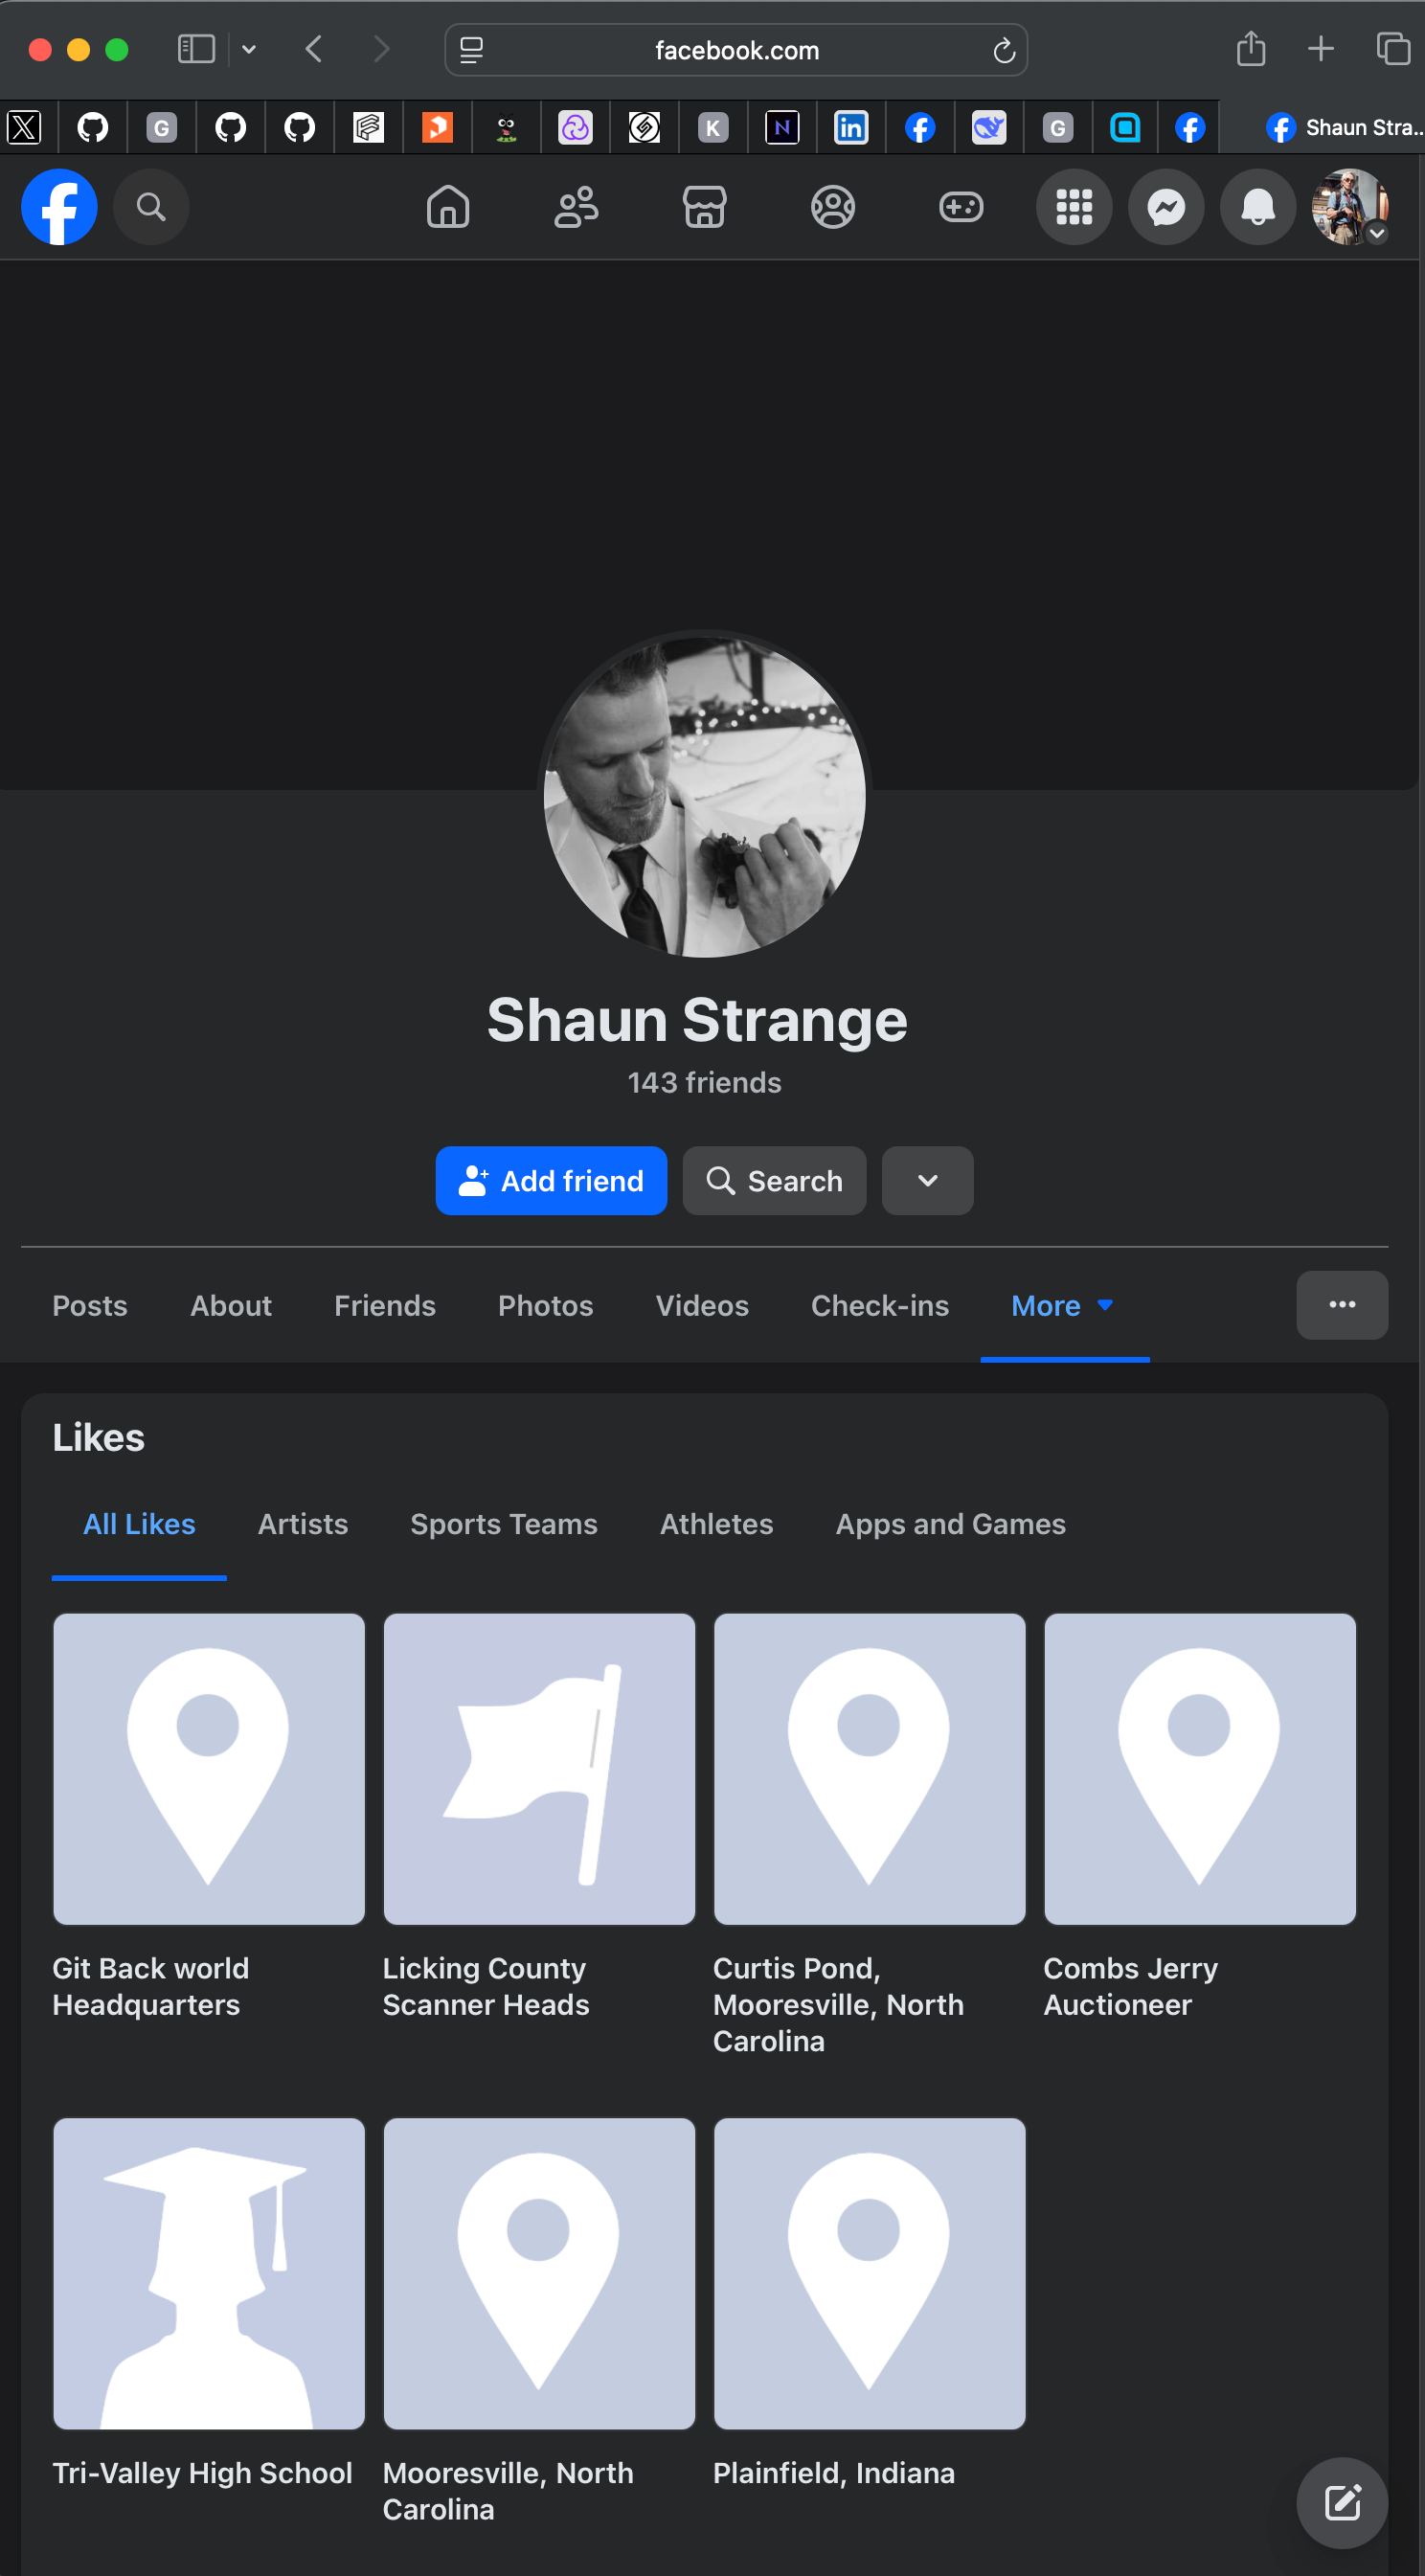 facebook.com
G
K
N
in
G
Shaun Stra...
Shaun Strange
143 friends
Add friend
Search
Posts
About
Friends
Photos
Videos
Check-ins
More
Likes
All Likes
Artists
Sports Teams
Athletes
Apps and Games
Git Back world
Headquarters
Licking County
Scanner Heads
Curtis Pond,
Mooresville, North
Carolina
Combs Jerry
Auctioneer
Tri-Valley High School
Mooresville, North
Carolina
Plainfield, Indiana